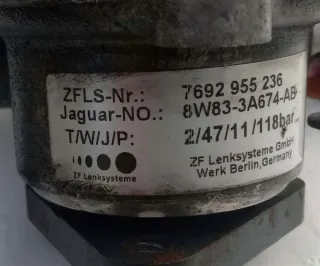 ZFLS-Nr.: 7692 955 236
Jaguar-NO.: 8W83-3A674-AB
T/W/J/P: 2/47/11/118bar
ZF Lenksysteme GmbH
Werk Berlin,Germany
ZF Lenksysteme